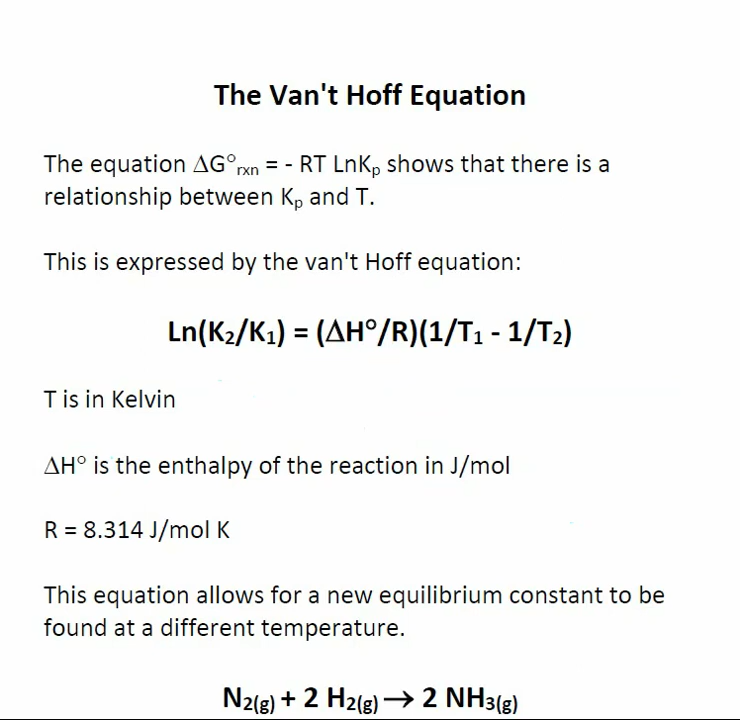 The Van't Hoff Equation
The equation ΔG°rxn = - RT LnKp shows that there is a
relationship between Kp and T.
This is expressed by the van't Hoff equation:
Ln(K2/K1) = (ΔH°/R)(1/T1 - 1/T2)
T is in Kelvin
ΔH° is the enthalpy of the reaction in J/mol
R = 8.314 J/mol K
This equation allows for a new equilibrium constant to be
found at a different temperature.
N2(g) + 2 H2(g) → 2 NH3(g)